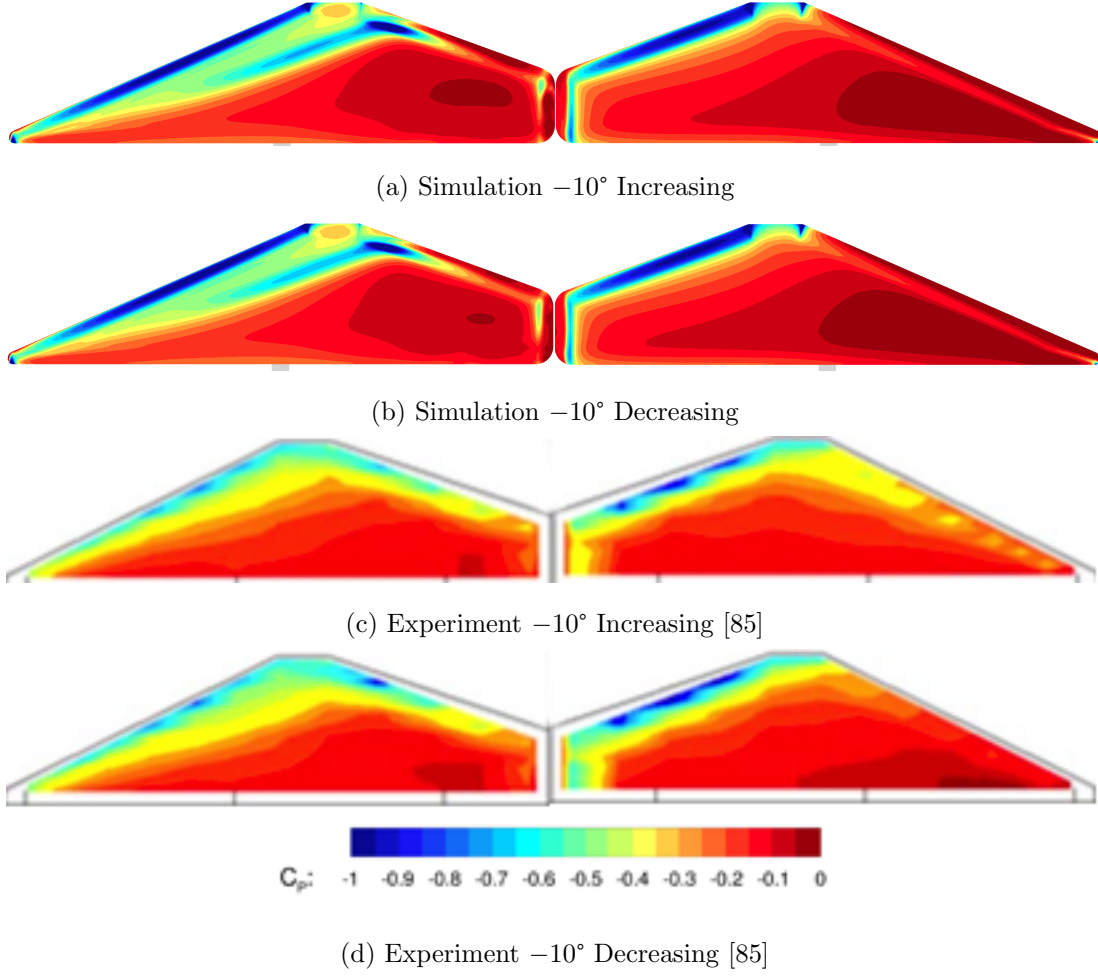 (a) Simulation −10° Increasing
(b) Simulation −10° Decreasing
(c) Experiment −10° Increasing [85]
C_P: -1 -0.9 -0.8 -0.7 -0.6 -0.5 -0.4 -0.3 -0.2 -0.1 0
(d) Experiment −10° Decreasing [85]